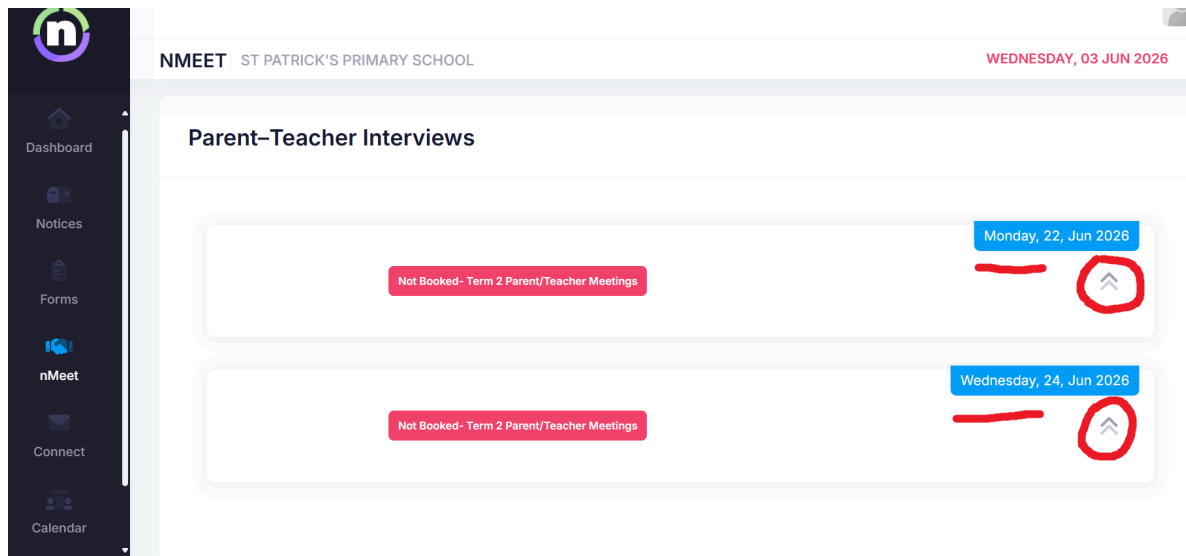 n
NMEET ST PATRICK'S PRIMARY SCHOOL
WEDNESDAY, 03 JUN 2026
Dashboard
Notices
Forms
nMeet
Connect
Calendar
Parent–Teacher Interviews
Monday, 22, Jun 2026
Not Booked- Term 2 Parent/Teacher Meetings
Wednesday, 24, Jun 2026
Not Booked- Term 2 Parent/Teacher Meetings